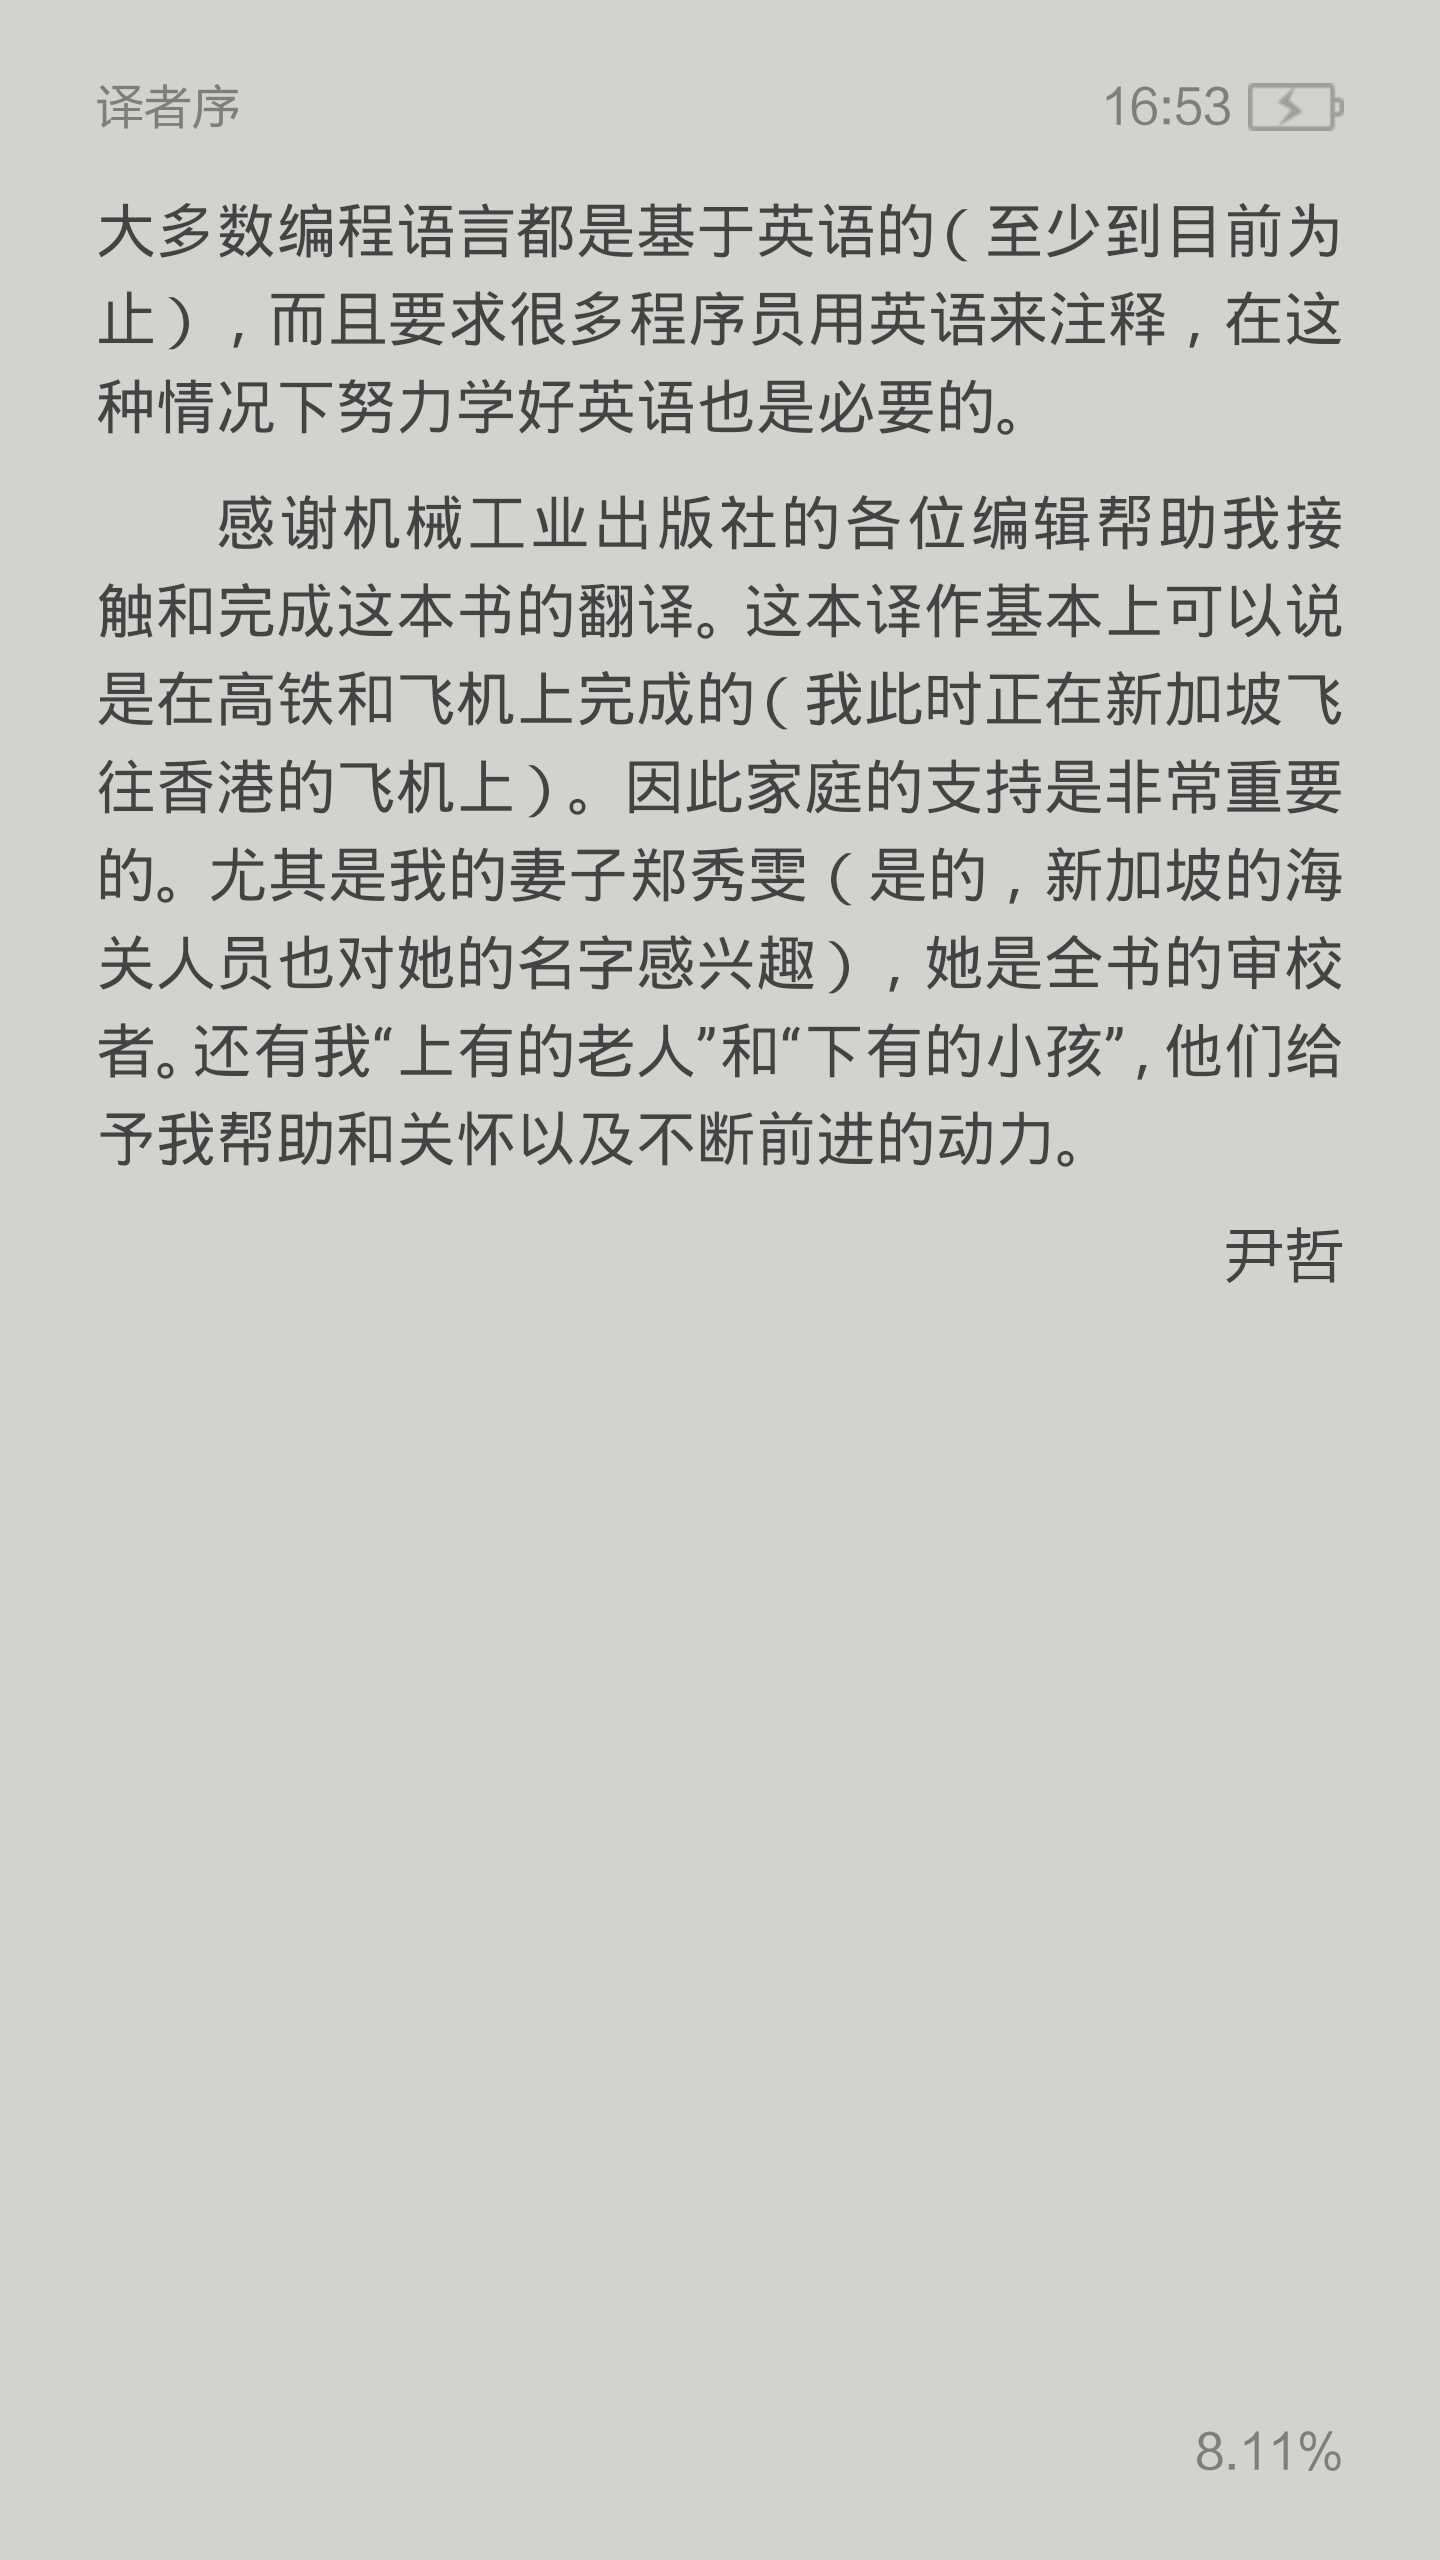 译者序
16:53
大多数编程语言都是基于英语的（至少到目前为
止），而且要求很多程序员用英语来注释，在这
种情况下努力学好英语也是必要的。
感谢机械工业出版社的各位编辑帮助我接
触和完成这本书的翻译。这本译作基本上可以说
是在高铁和飞机上完成的（我此时正在新加坡飞
往香港的飞机上）。因此家庭的支持是非常重要
的。尤其是我的妻子郑秀雯（是的，新加坡的海
关人员也对她的名字感兴趣），她是全书的审校
者。还有我“上有的老人”和“下有的小孩”，他们给
予我帮助和关怀以及不断前进的动力。
尹哲
8.11%